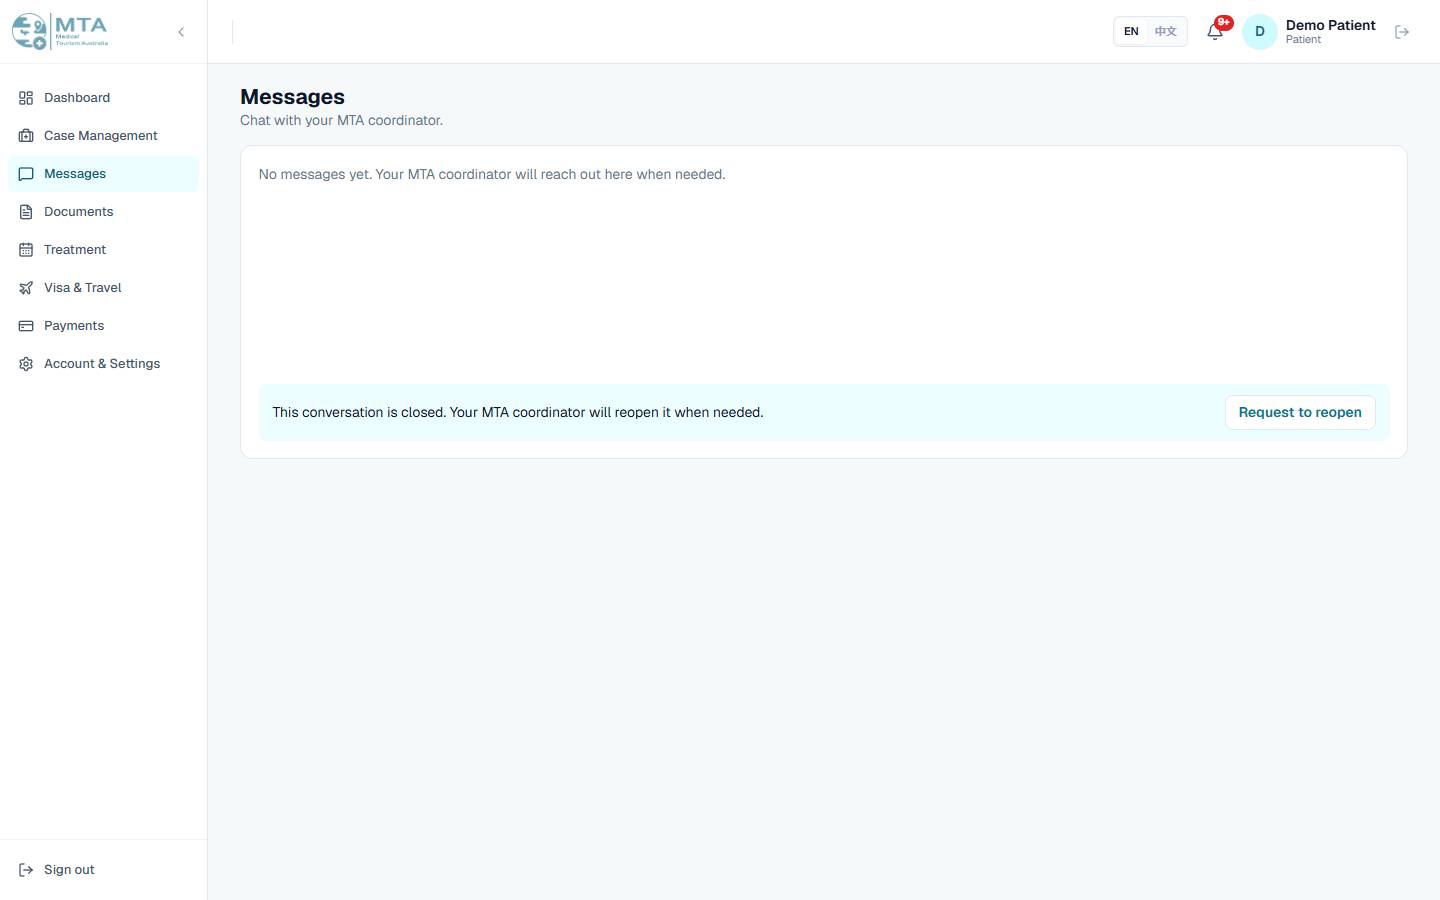 MTA
Medical
Tourism Australia
EN
中文
9+
D
Demo Patient
Patient
Dashboard
Case Management
Messages
Documents
Treatment
Visa & Travel
Payments
Account & Settings
Sign out
Messages
Chat with your MTA coordinator.
No messages yet. Your MTA coordinator will reach out here when needed.
This conversation is closed. Your MTA coordinator will reopen it when needed.
Request to reopen